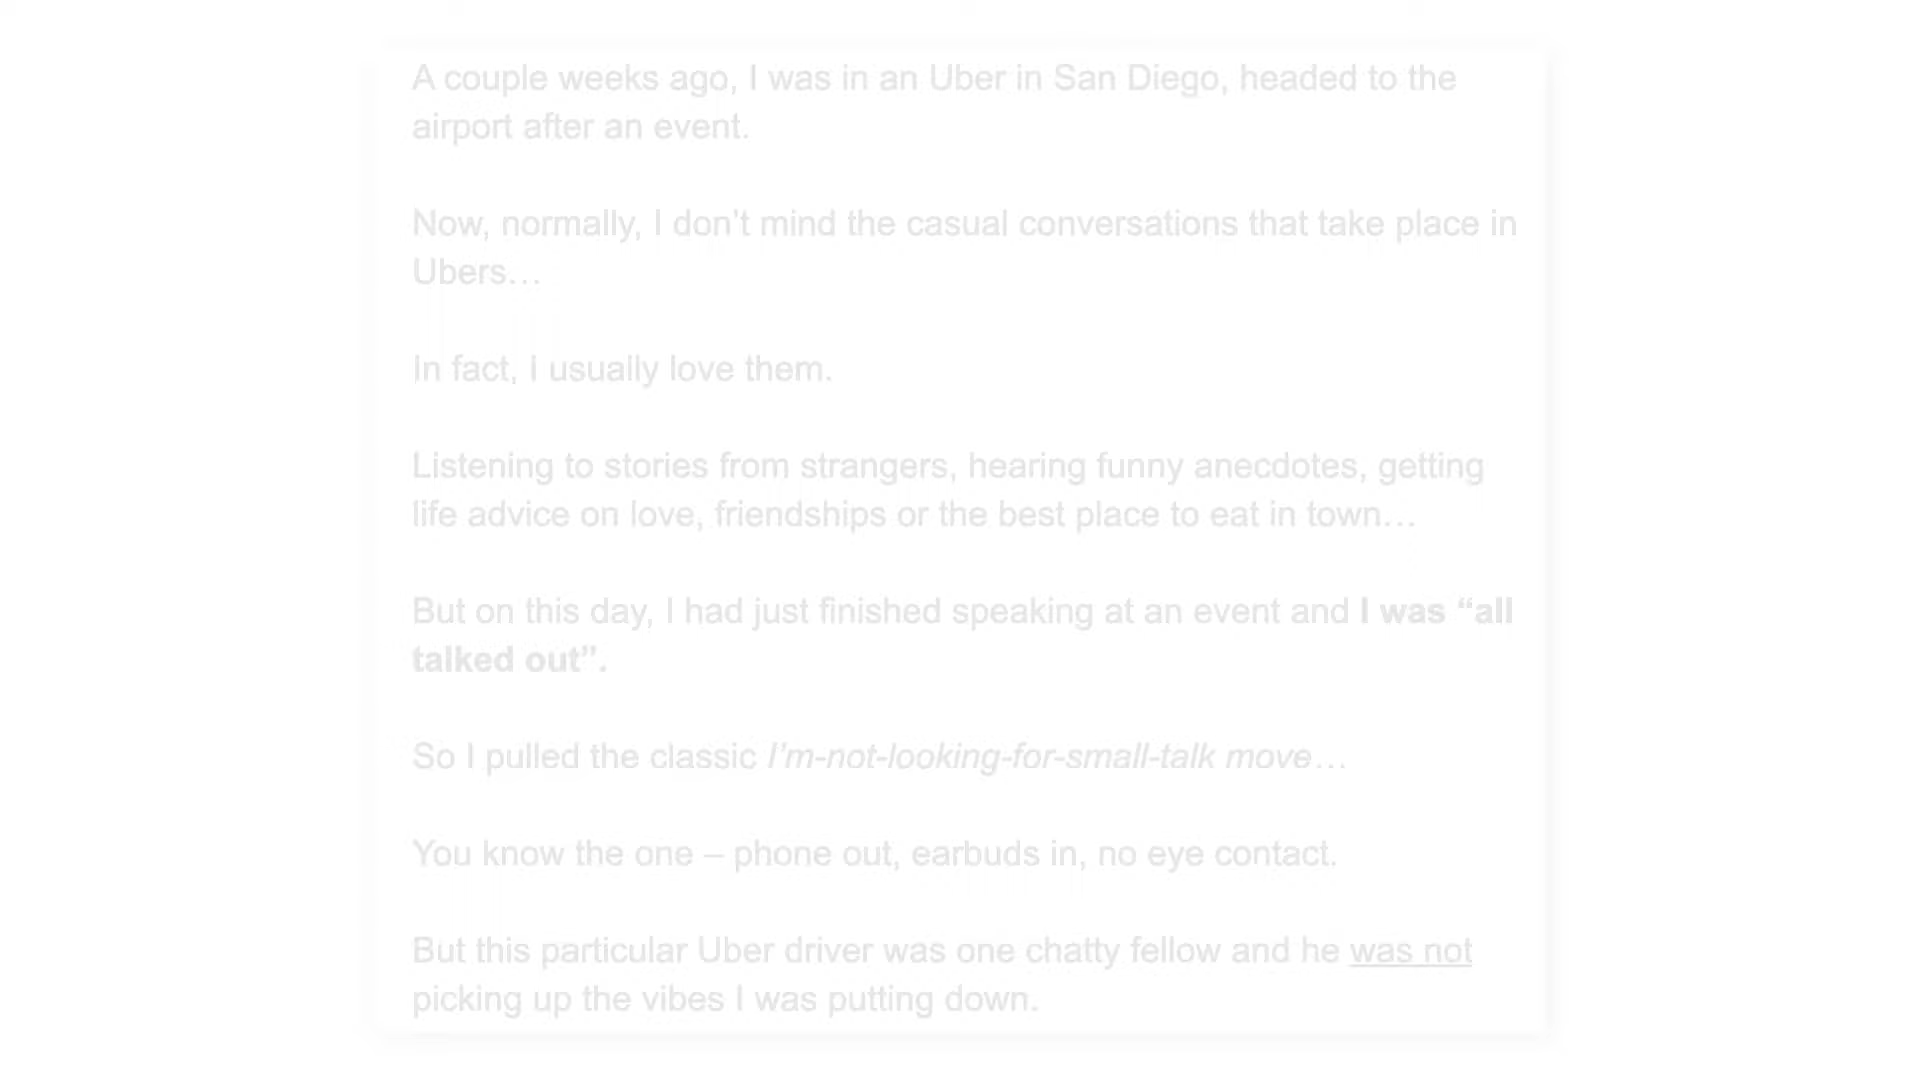 A couple weeks ago, I was in an Uber in San Diego, headed to the
airport after an event.
Now, normally, I don't mind the casual conversations that take place in
Ubers…
In fact, I usually love them.
Listening to stories from strangers, hearing funny anecdotes, getting
life advice on love, friendships or the best place to eat in town…
But on this day, I had just finished speaking at an event and I was “all
talked out”.
So I pulled the classic I’m-not-looking-for-small-talk move…
You know the one – phone out, earbuds in, no eye contact.
But this particular Uber driver was one chatty fellow and he was not
picking up the vibes I was putting down.